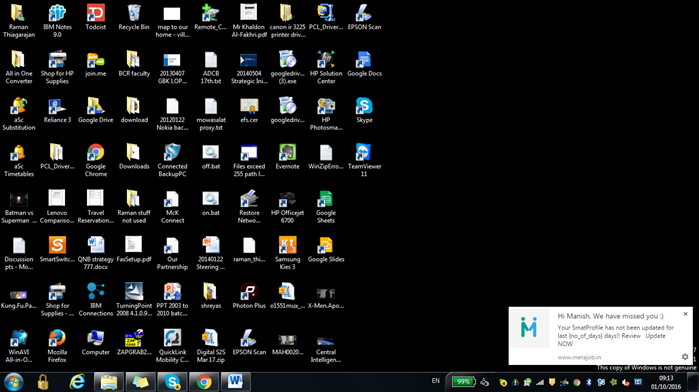 Raman Thiagarajan
IBM Notes 9.0
Todoist
Recycle Bin
map to our home - vill...
Remote_C...
Mr Khaldon Al-Fakhri.pdf
canon ir 3225 printer driv...
PCL_Driver...
EPSON Scan
All in One Converter
Shop for HP Supplies
join.me
BCR faculty
20130407 GBK LOP...
ADCB 17th.txt
20140504 Strategic Ini...
googledriv... (3).exe
HP Solution Center
Google Docs
aSc Substitution
Reliance 3
Google Drive
download
20120122 Nokia bac...
mowasalat proxy.txt
efs.cer
googledriv...
HP Photosma...
Skype
aSc Timetables
PCL_Driver...
Google Chrome
Downloads
Connected BackupPC
off.bat
Files exceed 255 path l...
Evernote
WinZipErro...
TeamViewer 11
Batman vs Superman ...
Lenovo Compariso...
Travel Reservation...
Raman stuff not used
McK Connect
on.bat
Restore Netwo...
HP Officejet 6700
Google Sheets
Discussion pts - Mo...
SmartSwitc...
QNB strategy 777.docx
FaxSetup.pdf
Our Partnership
20140122 Steering ...
raman_thi...
Samsung Kies 3
Google Slides
Kung.Fu.Pa...
Shop for Supplies - ...
IBM Connections
TurningPoint 2008 4.1.0.9...
PPT 2003 to 2010 batc...
shreyas
Photon Plus
o1551mux_...
X-Men.Apo...
WinAVI All-in-O...
Mozilla Firefox
Computer
ZAPGRAB2...
QuickLink Mobility C...
Digital S2S Mar 17.zip
EPSON Scan
MAH0020...
Central Intelligen...
Hi Manish. We have missed you :)
Your SmatProfile has not been updated for last {no_of_days} days!! Review Update NOW
www.merajob.in
This copy of Windows is not genuine
EN
99%
09:13
01/10/2016